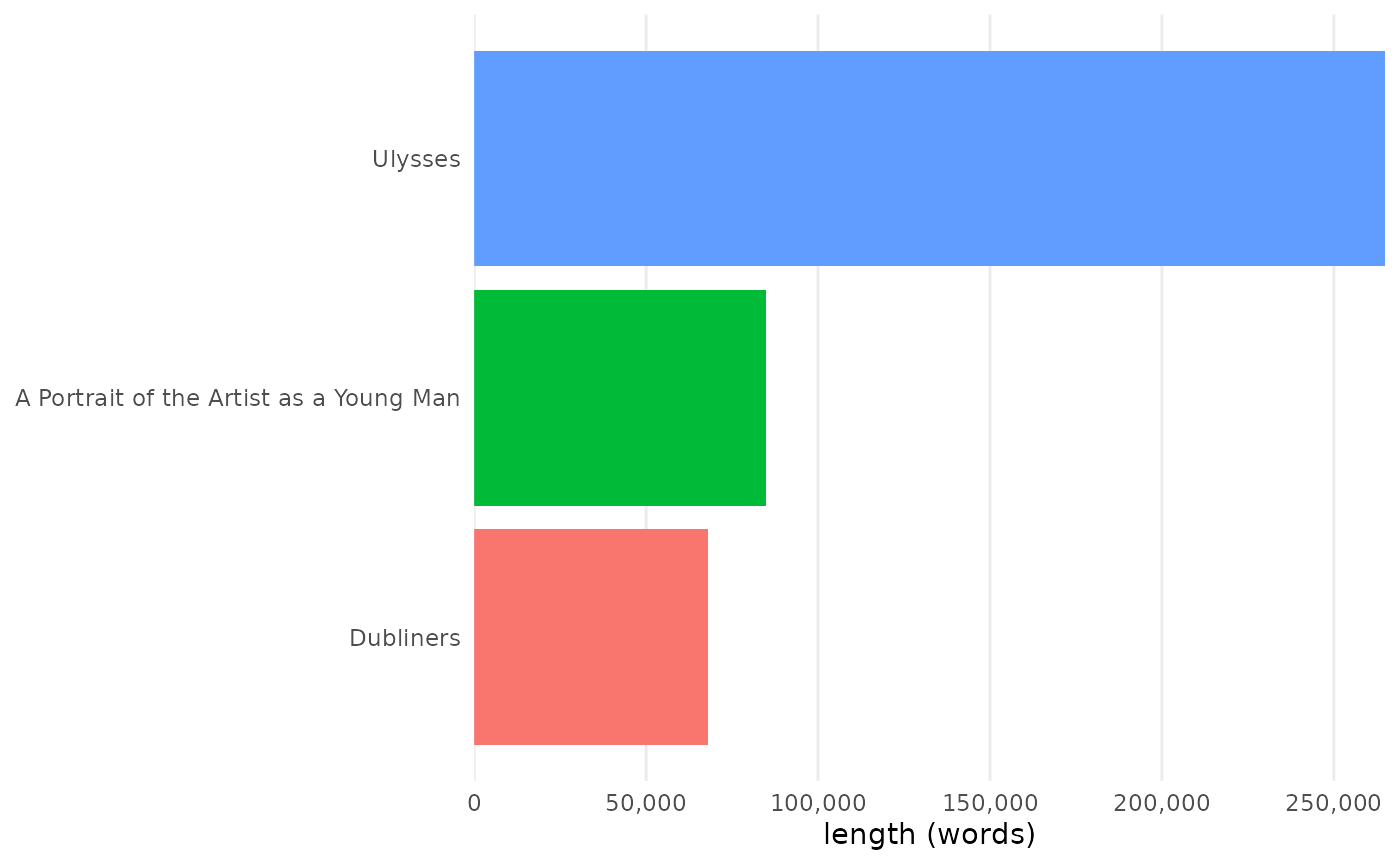 Ulysses
A Portrait of the Artist as a Young Man
Dubliners
0 50,000 100,000 150,000 200,000 250,000
length (words)